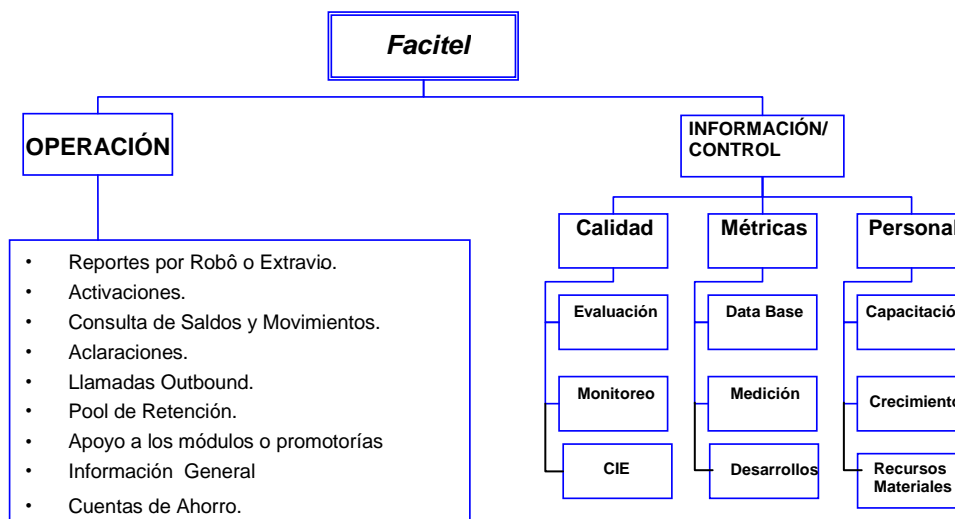 Facitel
OPERACIÓN
INFORMACIÓN/
CONTROL
• Reportes por Robô o Extravio.
• Activaciones.
• Consulta de Saldos y Movimientos.
• Aclaraciones.
• Llamadas Outbound.
• Pool de Retención.
• Apoyo a los módulos o promotorías
• Información General
• Cuentas de Ahorro.
Calidad
Evaluación
Monitoreo
CIE
Métricas
Data Base
Medición
Desarrollos
Personal
Capacitación
Crecimiento
Recursos
Materiales